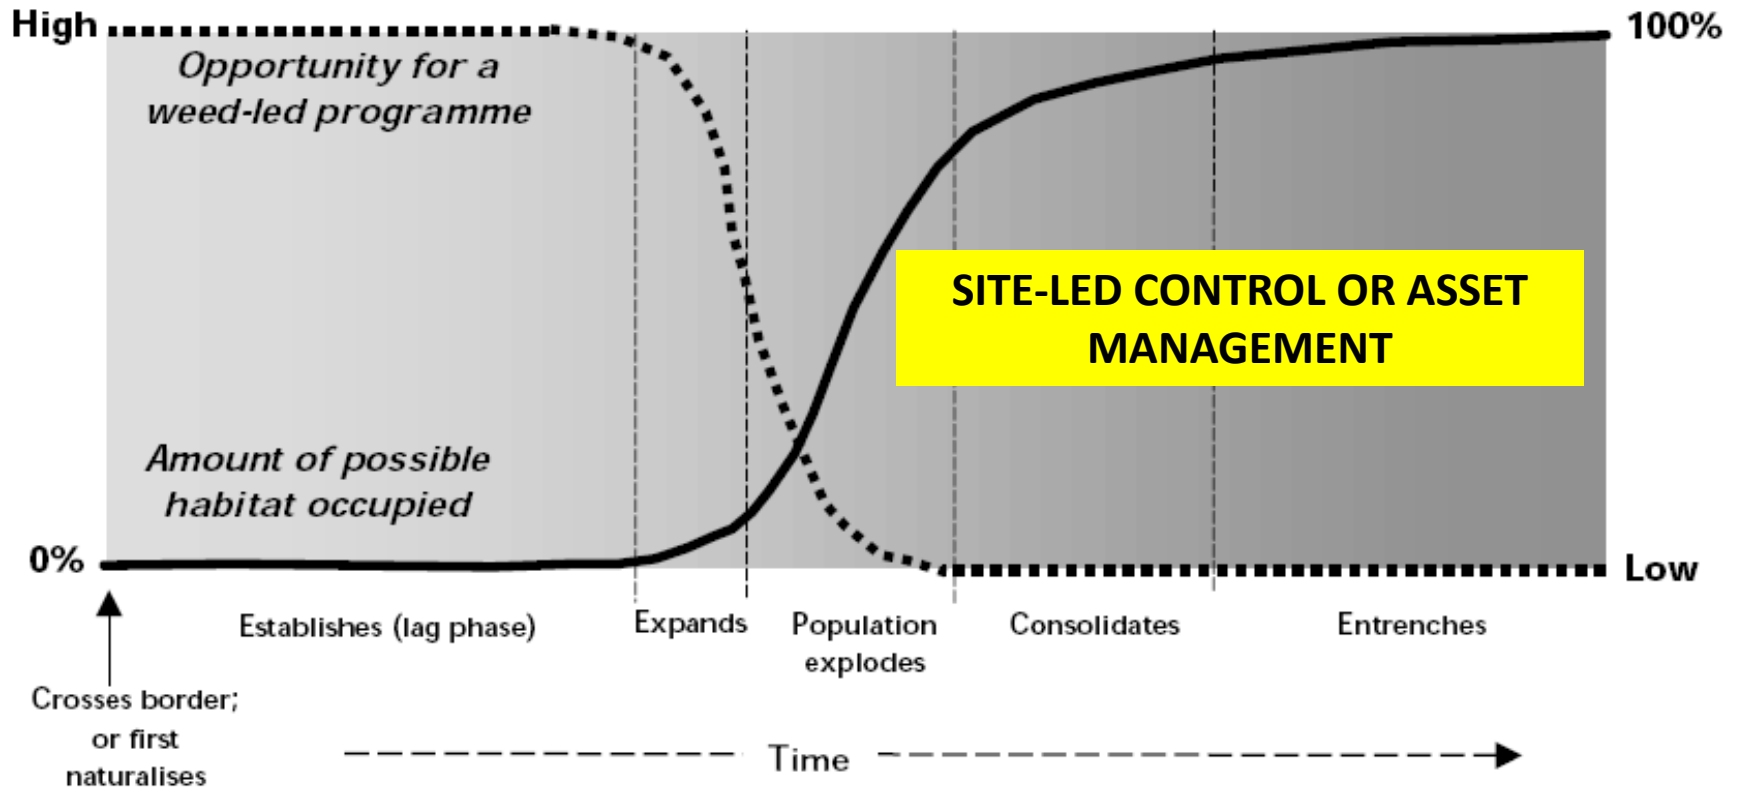 High
100%
Opportunity for a
weed-led programme
SITE-LED CONTROL OR ASSET
MANAGEMENT
Amount of possible
habitat occupied
0%
Low
Establishes (lag phase)
Expands
Population
explodes
Consolidates
Entrenches
Crosses border;
or first
naturalises
Time